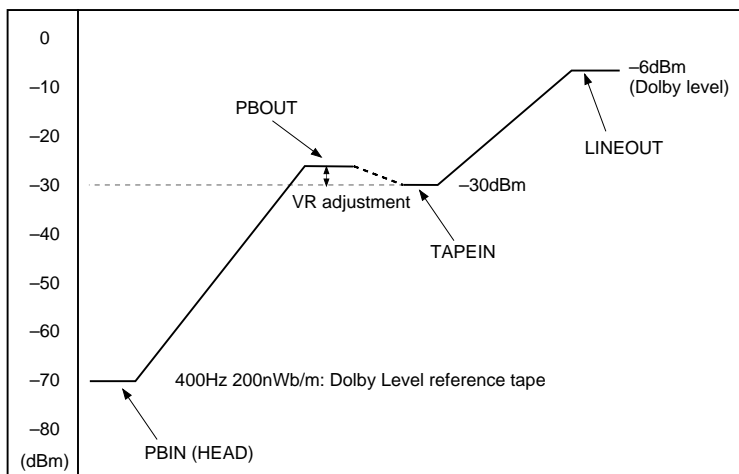 0
–10
–20
–30
–40
–50
–60
–70
–80
(dBm)
PBOUT
VR adjustment
–30dBm
TAPEIN
–6dBm
(Dolby level)
LINEOUT
400Hz 200nWb/m: Dolby Level reference tape
PBIN (HEAD)